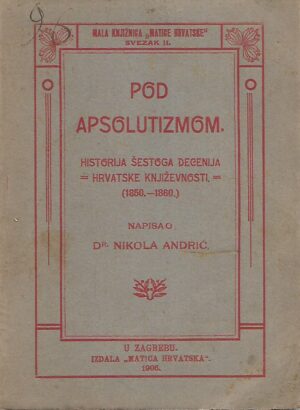 MALA KNJIŽNICA „MATICE HRVATSKE“
SVEZAK II.
POD
APSOLUTIZMOM.
HISTORIJA ŠESTOGA DECENIJA
= HRVATSKE KNJIŽEVNOSTI. =
(1850.—1860.)
NAPISAO
DR. NIKOLA ANDRIĆ.
U ZAGREBU.
IZDALA „MATICA HRVATSKA“.
1906.